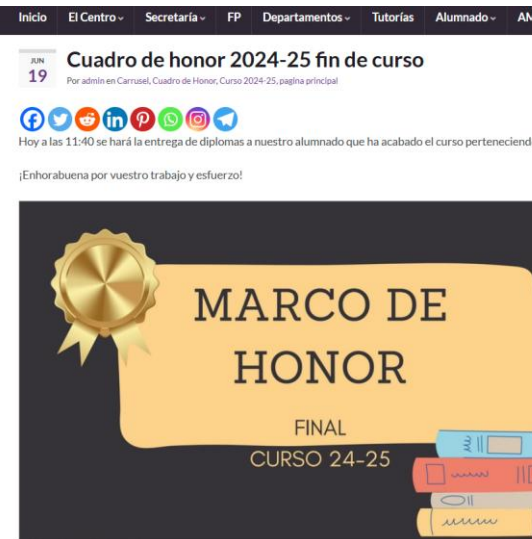 Inicio El Centro Secretaría FP Departamentos Tutorías Alumnado
JUN
19
Cuadro de honor 2024-25 fin de curso
Por admin en Carrusel, Cuadro de Honor, Curso 2024-25, pagina principal
Hoy a las 11:40 se hará la entrega de diplomas a nuestro alumnado que ha acabado el curso
¡Enhorabuena por vuestro trabajo y esfuerzo!
MARCO DE
HONOR
FINAL
CURSO 24-25